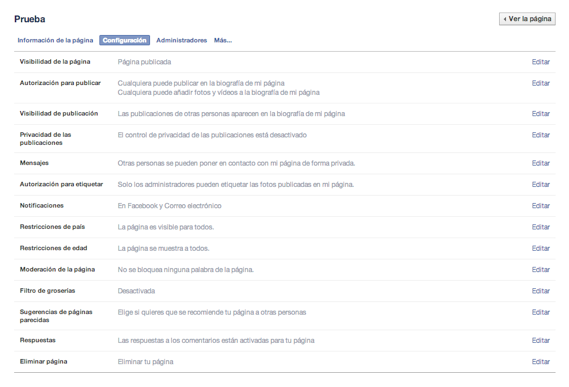 Prueba
‹ Ver la página
Información de la página Configuración Administradores Más...
Visibilidad de la página Página publicada Editar
Autorización para publicar Cualquiera puede publicar en la biografía de mi página Editar
Cualquiera puede añadir fotos y vídeos a la biografía de mi página
Visibilidad de publicación Las publicaciones de otras personas aparecen en la biografía de mi página Editar
Privacidad de las El control de privacidad de las publicaciones está desactivado Editar
publicaciones
Mensajes Otras personas se pueden poner en contacto con mi página de forma privada. Editar
Autorización para etiquetar Solo los administradores pueden etiquetar las fotos publicadas en mi página. Editar
Notificaciones En Facebook y Correo electrónico Editar
Restricciones de país La página es visible para todos. Editar
Restricciones de edad La página se muestra a todos. Editar
Moderación de la página No se bloquea ninguna palabra de la página. Editar
Filtro de groserías Desactivada Editar
Sugerencias de páginas Elige si quieres que se recomiende tu página a otras personas Editar
parecidas
Respuestas Las respuestas a los comentarios están activadas para tu página Editar
Eliminar página Eliminar tu página Editar